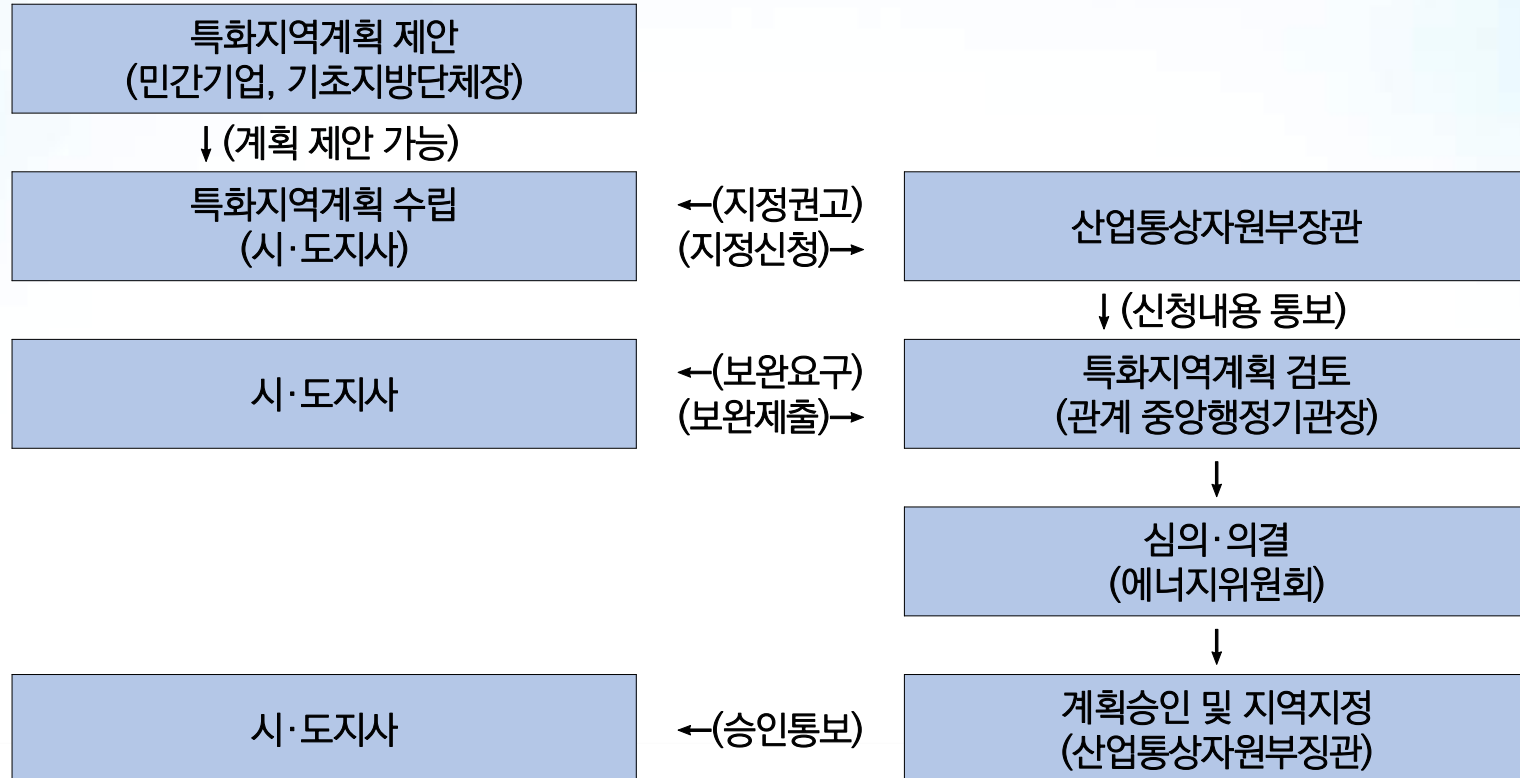 특화지역계획 제안
(민간기업, 기초지방단체장)
↓ (계획 제안 가능)
특화지역계획 수립
(시·도지사)
←(지정권고)
(지정신청)→
산업통상자원부장관
↓ (신청내용 통보)
시·도지사
←(보완요구)
(보완제출)→
특화지역계획 검토
(관계 중앙행정기관장)
↓
심의·의결
(에너지위원회)
↓
시·도지사
←(승인통보)
계획승인 및 지역지정
(산업통상자원부징관)